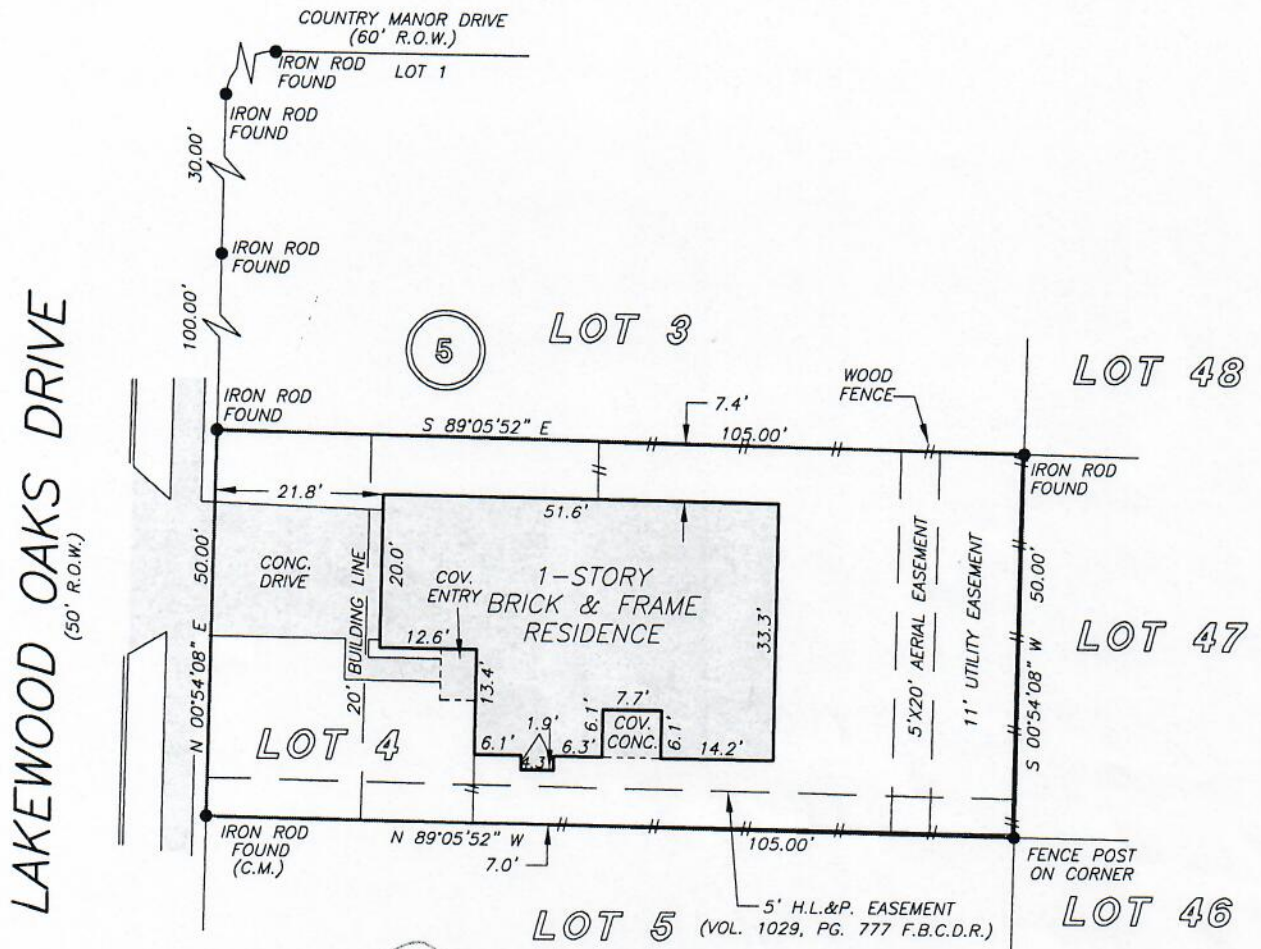 COUNTRY MANOR DRIVE
(60' R.O.W.)
IRON ROD
FOUND
LOT 1
IRON ROD
FOUND
30.00'
IRON ROD
FOUND
100.00'
LAKEWOOD OAKS DRIVE
(50' R.O.W.)
5
LOT 3
LOT 48
WOOD
FENCE
7.4'
IRON ROD
FOUND
S 89°05'52" E
105.00'
IRON ROD
FOUND
21.8'
51.6'
CONC.
DRIVE
20' BUILDING LINE
20.0'
COV.
ENTRY
1-STORY
BRICK & FRAME
RESIDENCE
12.6'
13.4'
33.3'
5'X20' AERIAL EASEMENT
11' UTILITY EASEMENT
S 00°54'08" W 50.00'
N 00°54'08" E 50.00'
LOT 47
LOT 4
6.1'
1.9'
4.3'
6.3'
6.1'
7.7'
COV.
CONC.
6.1'
14.2'
IRON ROD
FOUND
(C.M.)
N 89°05'52" W
7.0'
105.00'
FENCE POST
ON CORNER
5' H.L.&P. EASEMENT
(VOL. 1029, PG. 777 F.B.C.D.R.)
LOT 5
LOT 46